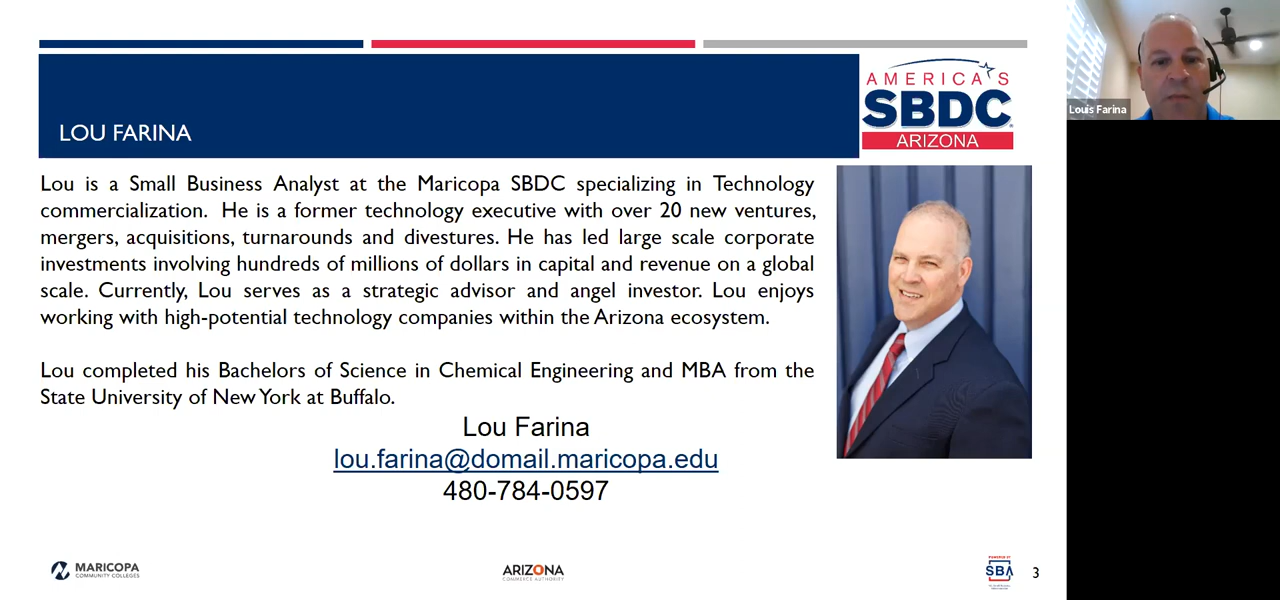 LOU FARINA
AMERICA'S
SBDC
ARIZONA
Louis Farina
Lou is a Small Business Analyst at the Maricopa SBDC specializing in Technology
commercialization. He is a former technology executive with over 20 new ventures,
mergers, acquisitions, turnarounds and divestures. He has led large scale corporate
investments involving hundreds of millions of dollars in capital and revenue on a global
scale. Currently, Lou serves as a strategic advisor and angel investor. Lou enjoys
working with high-potential technology companies within the Arizona ecosystem.
Lou completed his Bachelors of Science in Chemical Engineering and MBA from the
State University of New York at Buffalo.
Lou Farina
lou.farina@domail.maricopa.edu
480-784-0597
MARICOPA
COMMUNITY COLLEGES
ARIZONA
COMMERCE AUTHORITY
POWERED BY
SBA
3